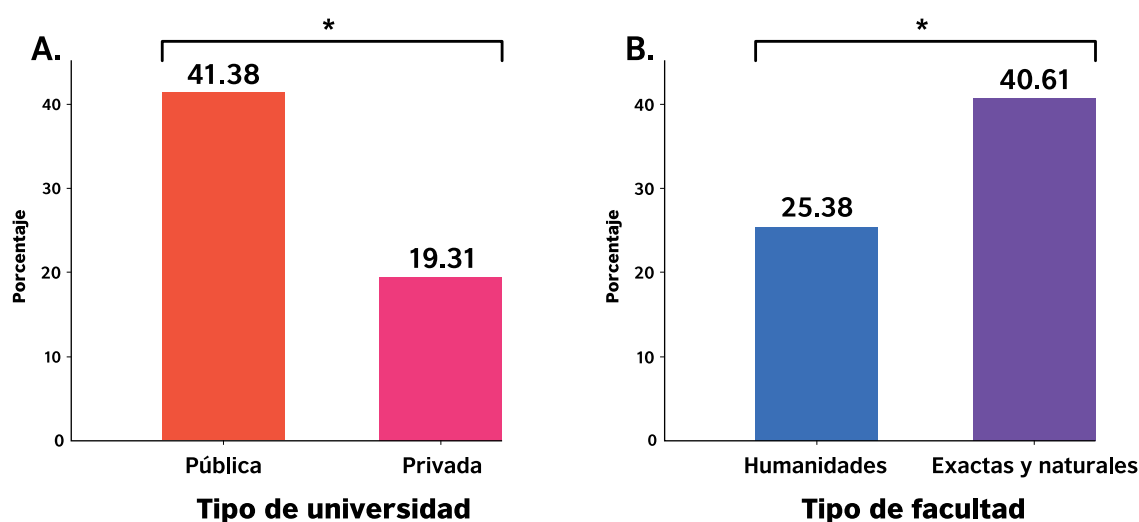 A.
*
41.38
19.31
40
30
20
10
0
Porcentaje
Pública
Privada
Tipo de universidad
B.
*
25.38
40.61
40
30
20
10
0
Porcentaje
Humanidades
Exactas y naturales
Tipo de facultad